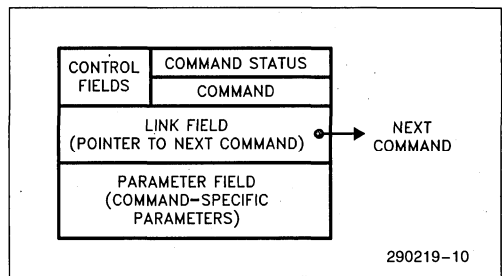 CONTROL
FIELDS
COMMAND STATUS
COMMAND
LINK FIELD
(POINTER TO NEXT COMMAND)
NEXT
COMMAND
PARAMETER FIELD
(COMMAND-SPECIFIC
PARAMETERS)
290219-10